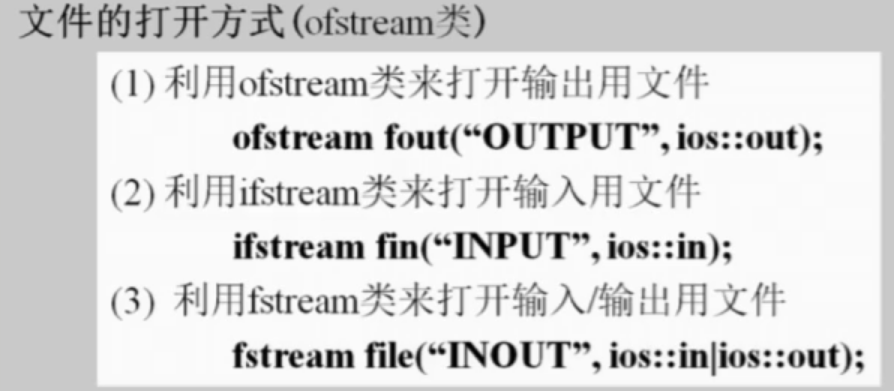 文件的打开方式(ofstream类)
(1) 利用ofstream类来打开输出用文件
ofstream fout(“OUTPUT”, ios::out);
(2) 利用ifstream类来打开输入用文件
ifstream fin(“INPUT”, ios::in);
(3) 利用fstream类来打开输入/输出用文件
fstream file(“INOUT”, ios::in|ios::out);